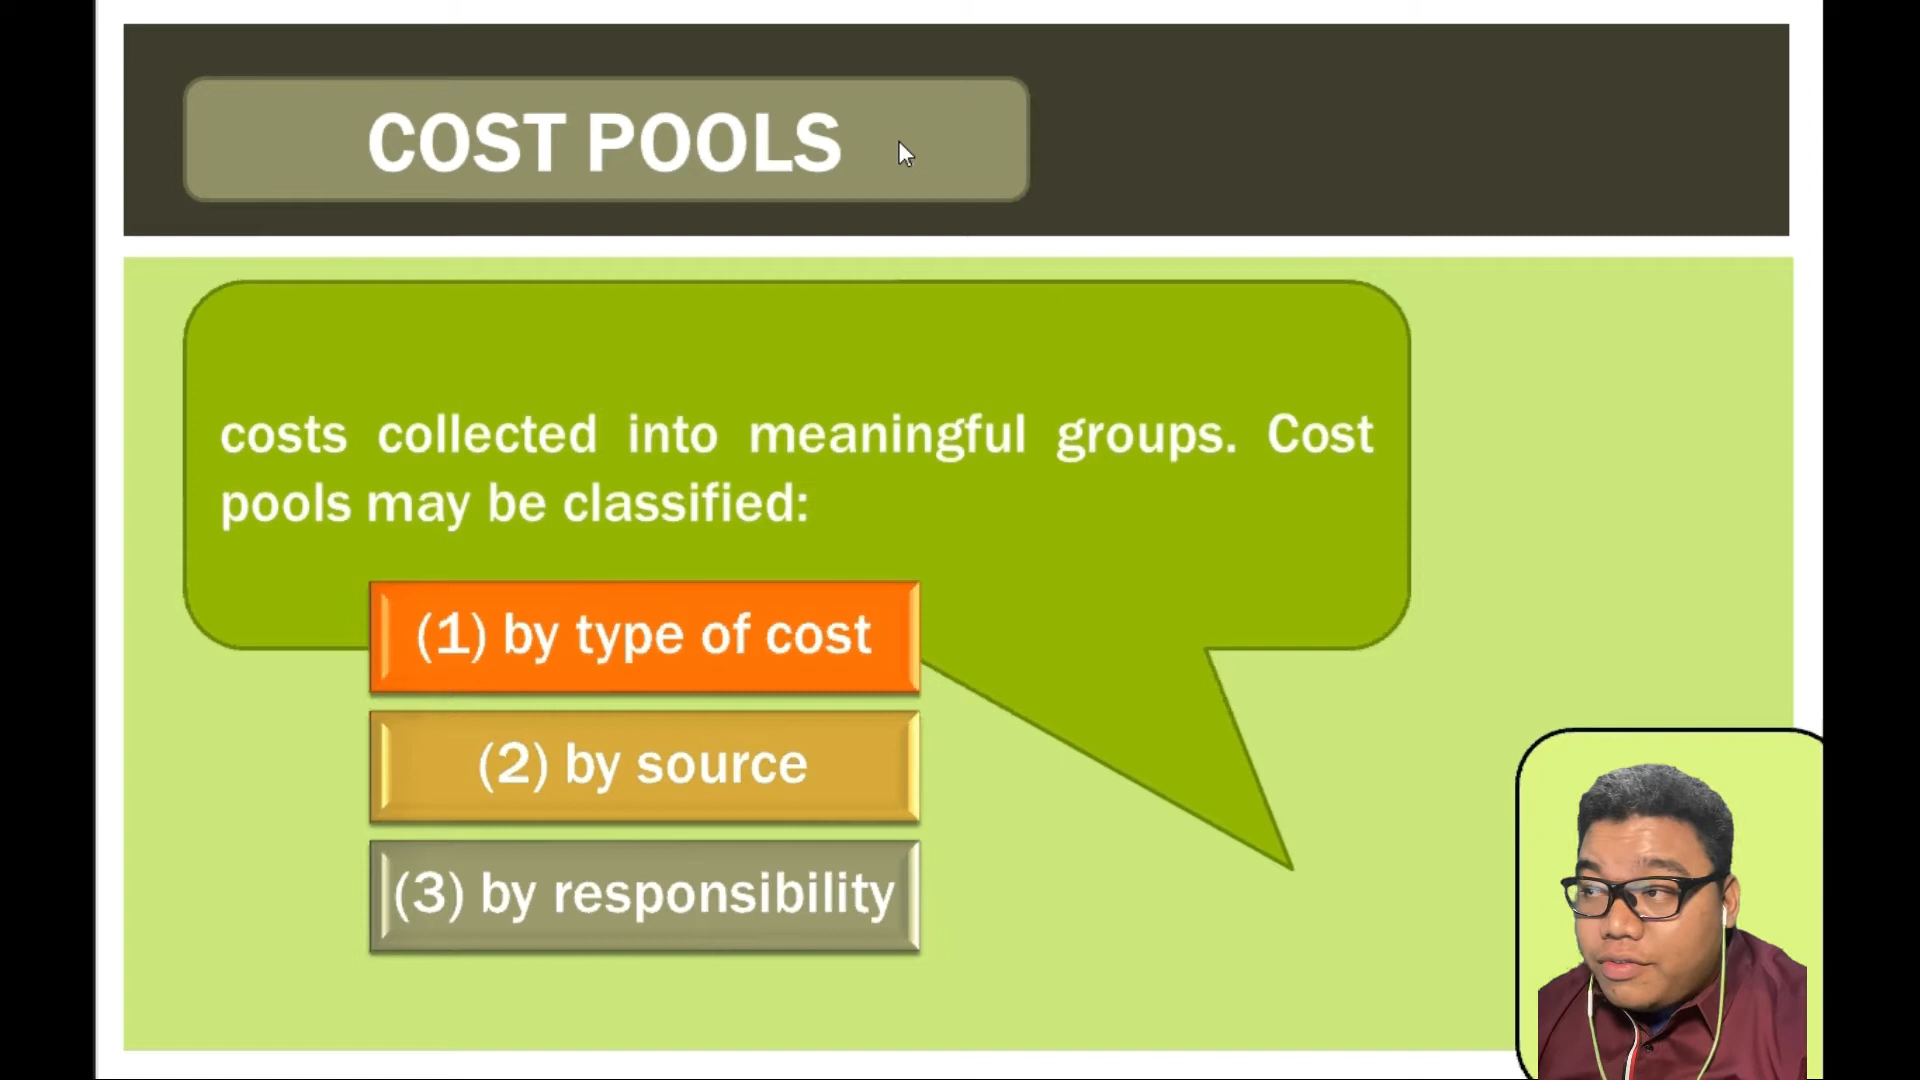 COST POOLS
costs collected into meaningful groups. Cost
pools may be classified:
(1) by type of cost
(2) by source
(3) by responsibility